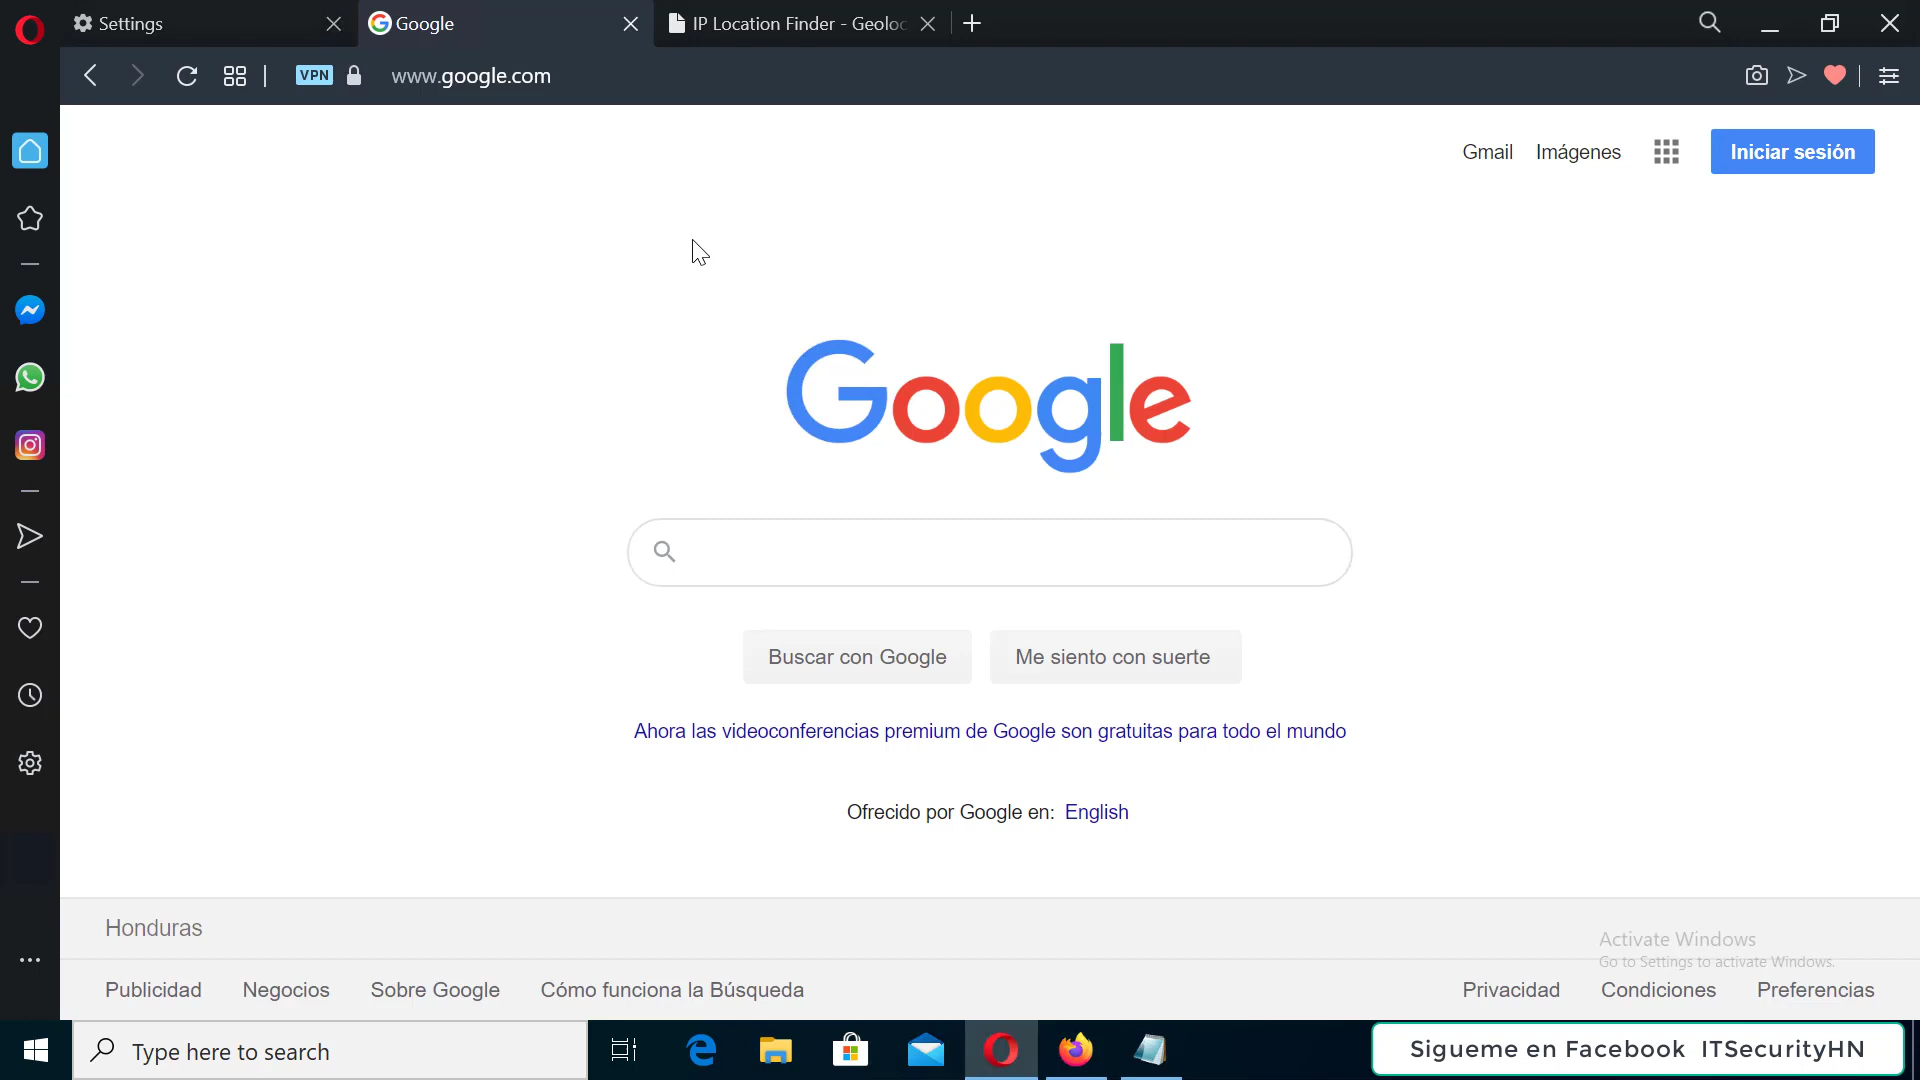 Settings
Google
IP Location Finder - Geoloc
VPN
www.google.com
Gmail Imágenes
Iniciar sesión
Google
Buscar con Google
Me siento con suerte
Ahora las videoconferencias premium de Google son gratuitas para todo el mundo
Ofrecido por Google en: English
Honduras
Activate Windows
Go to Settings to activate Windows.
Publicidad Negocios Sobre Google Cómo funciona la Búsqueda
Privacidad Condiciones Preferencias
Type here to search
Sigueme en Facebook ITSecurityHN